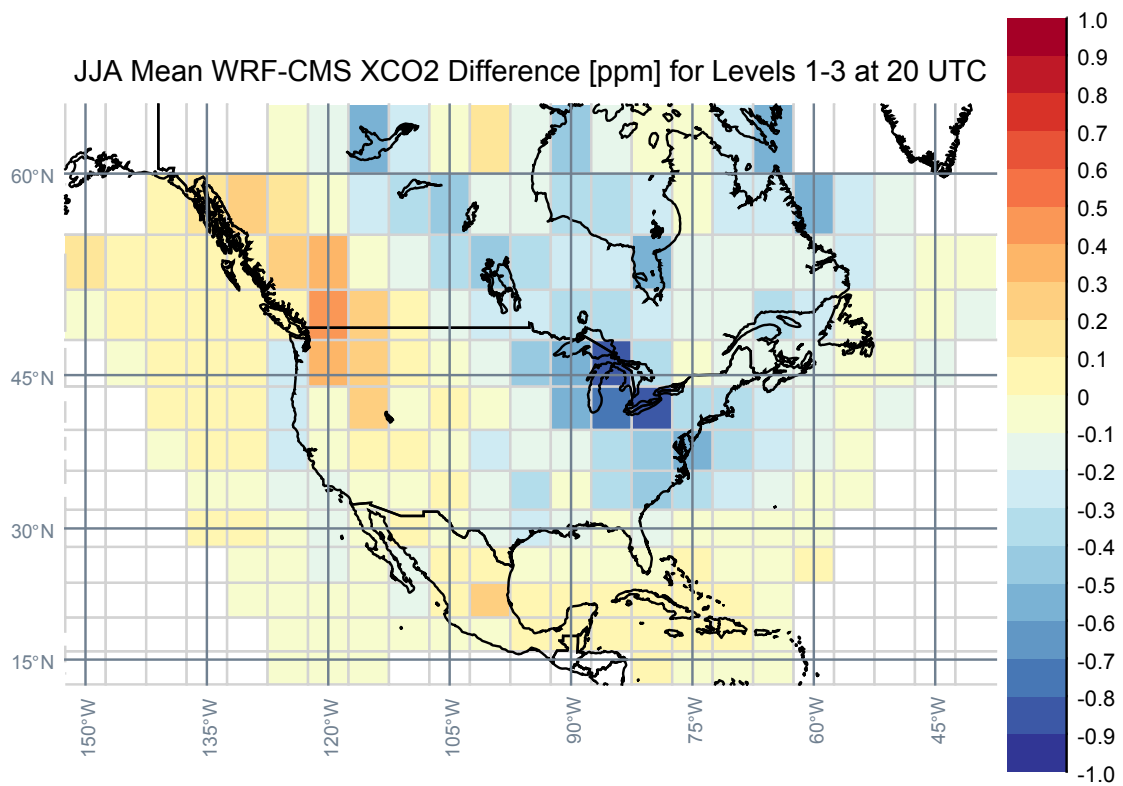 JJA Mean WRF-CMS XCO2 Difference [ppm] for Levels 1-3 at 20 UTC
60°N
45°N
30°N
15°N
150°W
135°W
120°W
105°W
90°W
75°W
60°W
45°W
1.0
0.9
0.8
0.7
0.6
0.5
0.4
0.3
0.2
0.1
0
-0.1
-0.2
-0.3
-0.4
-0.5
-0.6
-0.7
-0.8
-0.9
-1.0